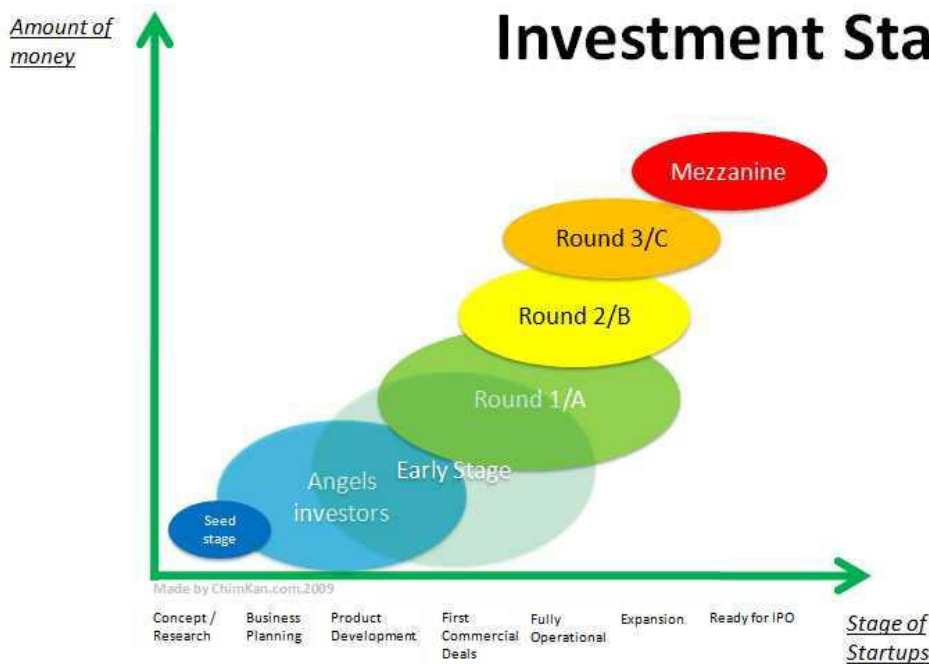 Amount of
money
Investment Sta
Mezzanine
Round 3/C
Round 2/B
Round 1/A
Early Stage
Angels
investors
Seed
stage
Made by ChimKan.com,2009
Concept /
Research
Business
Planning
Product
Development
First
Commercial
Deals
Fully
Operational
Expansion
Ready for IPO
Stage of
Startups